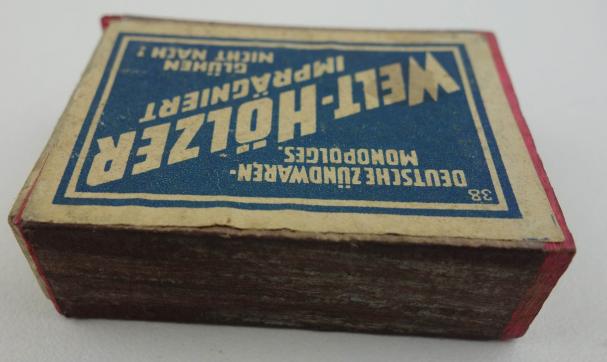 DEUTSCHE ZÜNDWAREN-
MONOPOLGES.
WELT-HÖLZER
IMPRÄGNIERT
GLÜHEN
NICHT NACH!
38